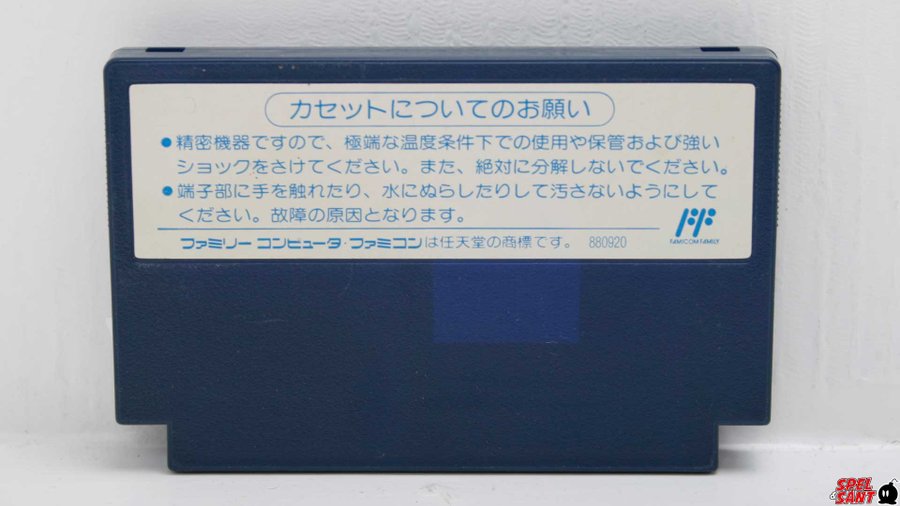 カセットについてのお願い
●精密機器ですので、極端な温度条件下での使用や保管および強い
ショックをさけてください。また、絶対に分解しないでください。
●端子部に手を触れたり、水にぬらしたりして汚さないようにして
ください。故障の原因となります。
FAMICOM FAMILY
ファミリー コンピュータ・ファミコンは任天堂の商標です。 880920
SPEL
SANT